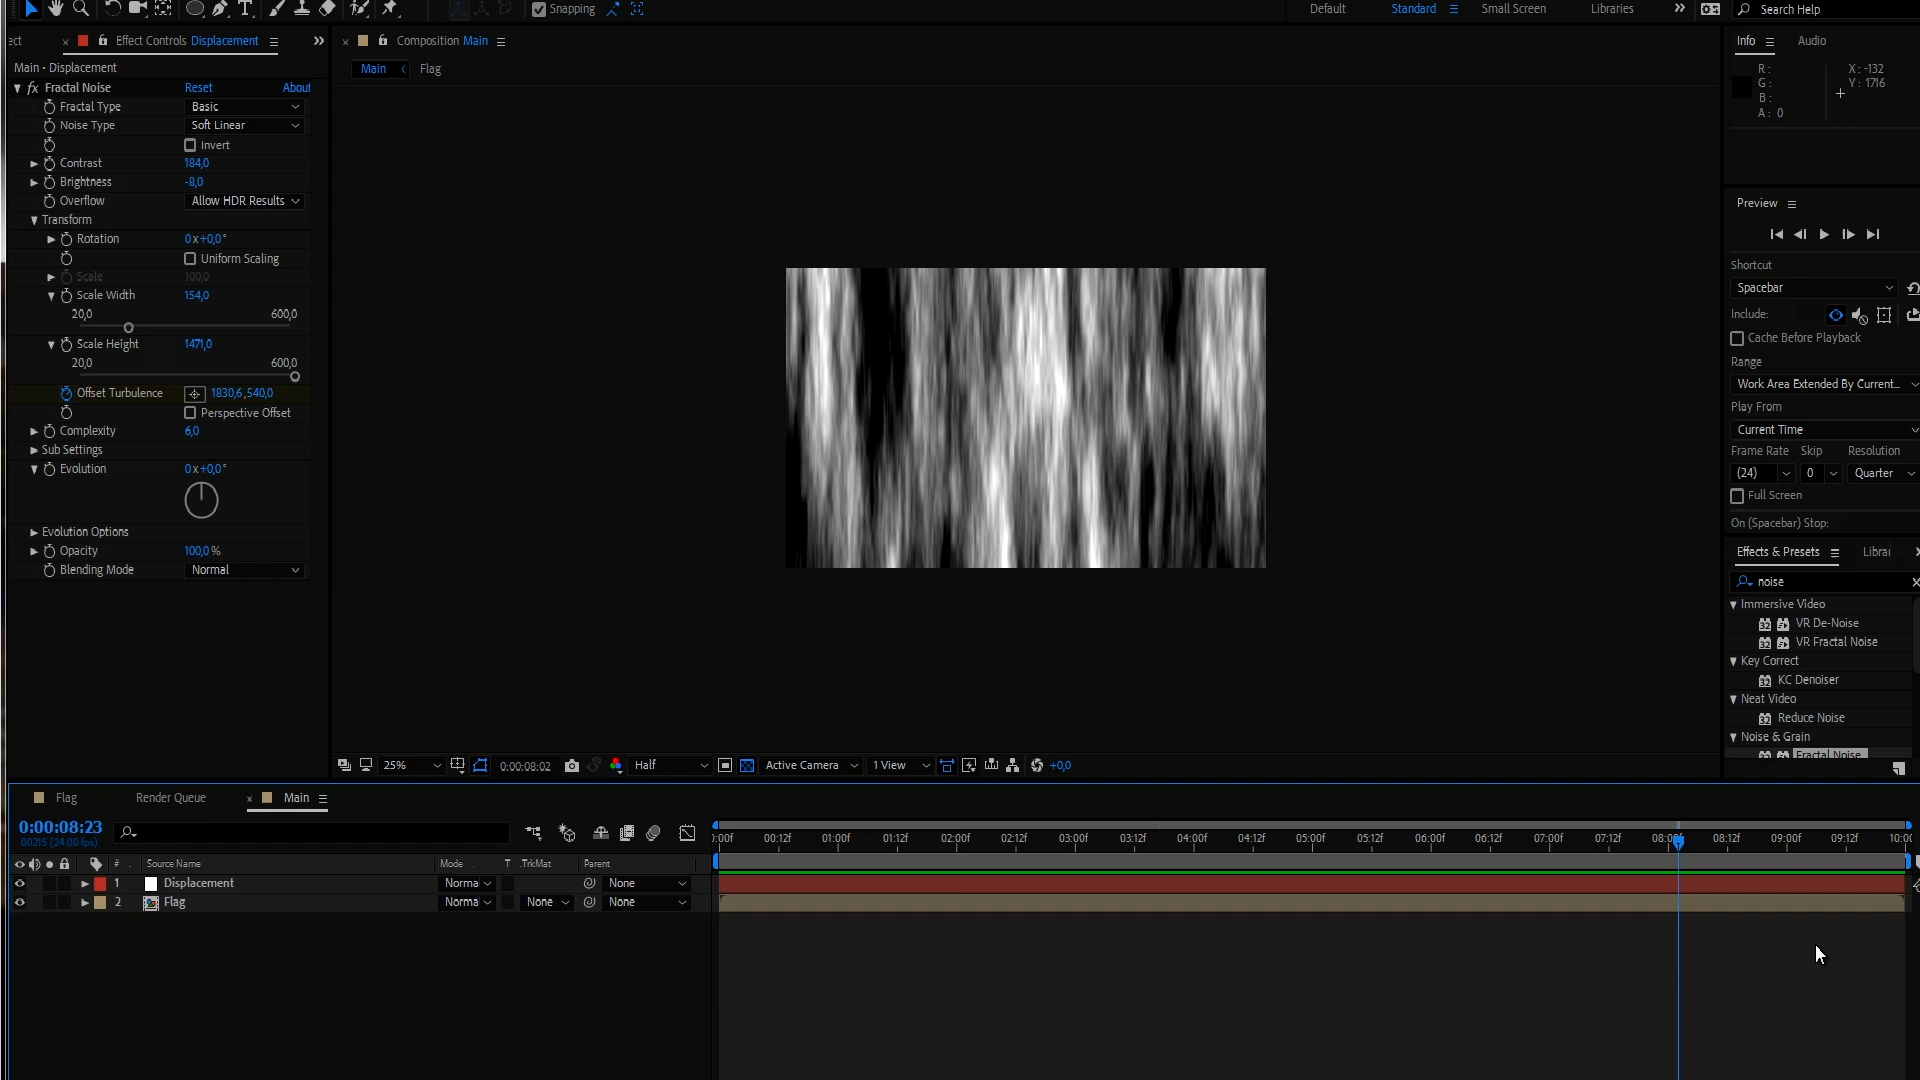 Snapping
Default
Standard
Small Screen
Libraries
Search Help
ect
Effect Controls Displacement
Composition Main
Info
Audio
Main • Displacement
Main
Flag
R:
G:
B:
A: 0
X: -132
Y: 1716
fx Fractal Noise
Reset
About
Fractal Type
Basic
Noise Type
Soft Linear
Invert
Contrast
184,0
Brightness
-8,0
Overflow
Allow HDR Results
Transform
Rotation
0x+0,0°
Uniform Scaling
Scale
100,0
Scale Width
154,0
20,0
600,0
Scale Height
1471,0
20,0
600,0
Offset Turbulence
1830,6 ,540,0
Perspective Offset
Complexity
6,0
Sub Settings
Evolution
0x+0,0°
Evolution Options
Opacity
100,0 %
Blending Mode
Normal
Preview
Shortcut
Spacebar
Include:
Cache Before Playback
Range
Work Area Extended By Current...
Play From
Current Time
Frame Rate
Skip
Resolution
(24)
0
Quarter
Full Screen
On (Spacebar) Stop:
Effects & Presets
Librai
noise
Immersive Video
VR De-Noise
VR Fractal Noise
Key Correct
KC Denoiser
Neat Video
Reduce Noise
Noise & Grain
Fractal Noise
25%
0:00:08:02
Half
Active Camera
1 View
+0,0
Flag
Render Queue
Main
0:00:08:23
00215 (24.00 fps)
:00f
00:12f
01:00f
01:12f
02:00f
02:12f
03:00f
03:12f
04:00f
04:12f
05:00f
05:12f
06:00f
06:12f
07:00f
07:12f
08:00f
08:12f
09:00f
09:12f
10:00
#
Source Name
Mode
T
.TrkMat
Parent
1
Displacement
Norma
None
2
Flag
Norma
None
None